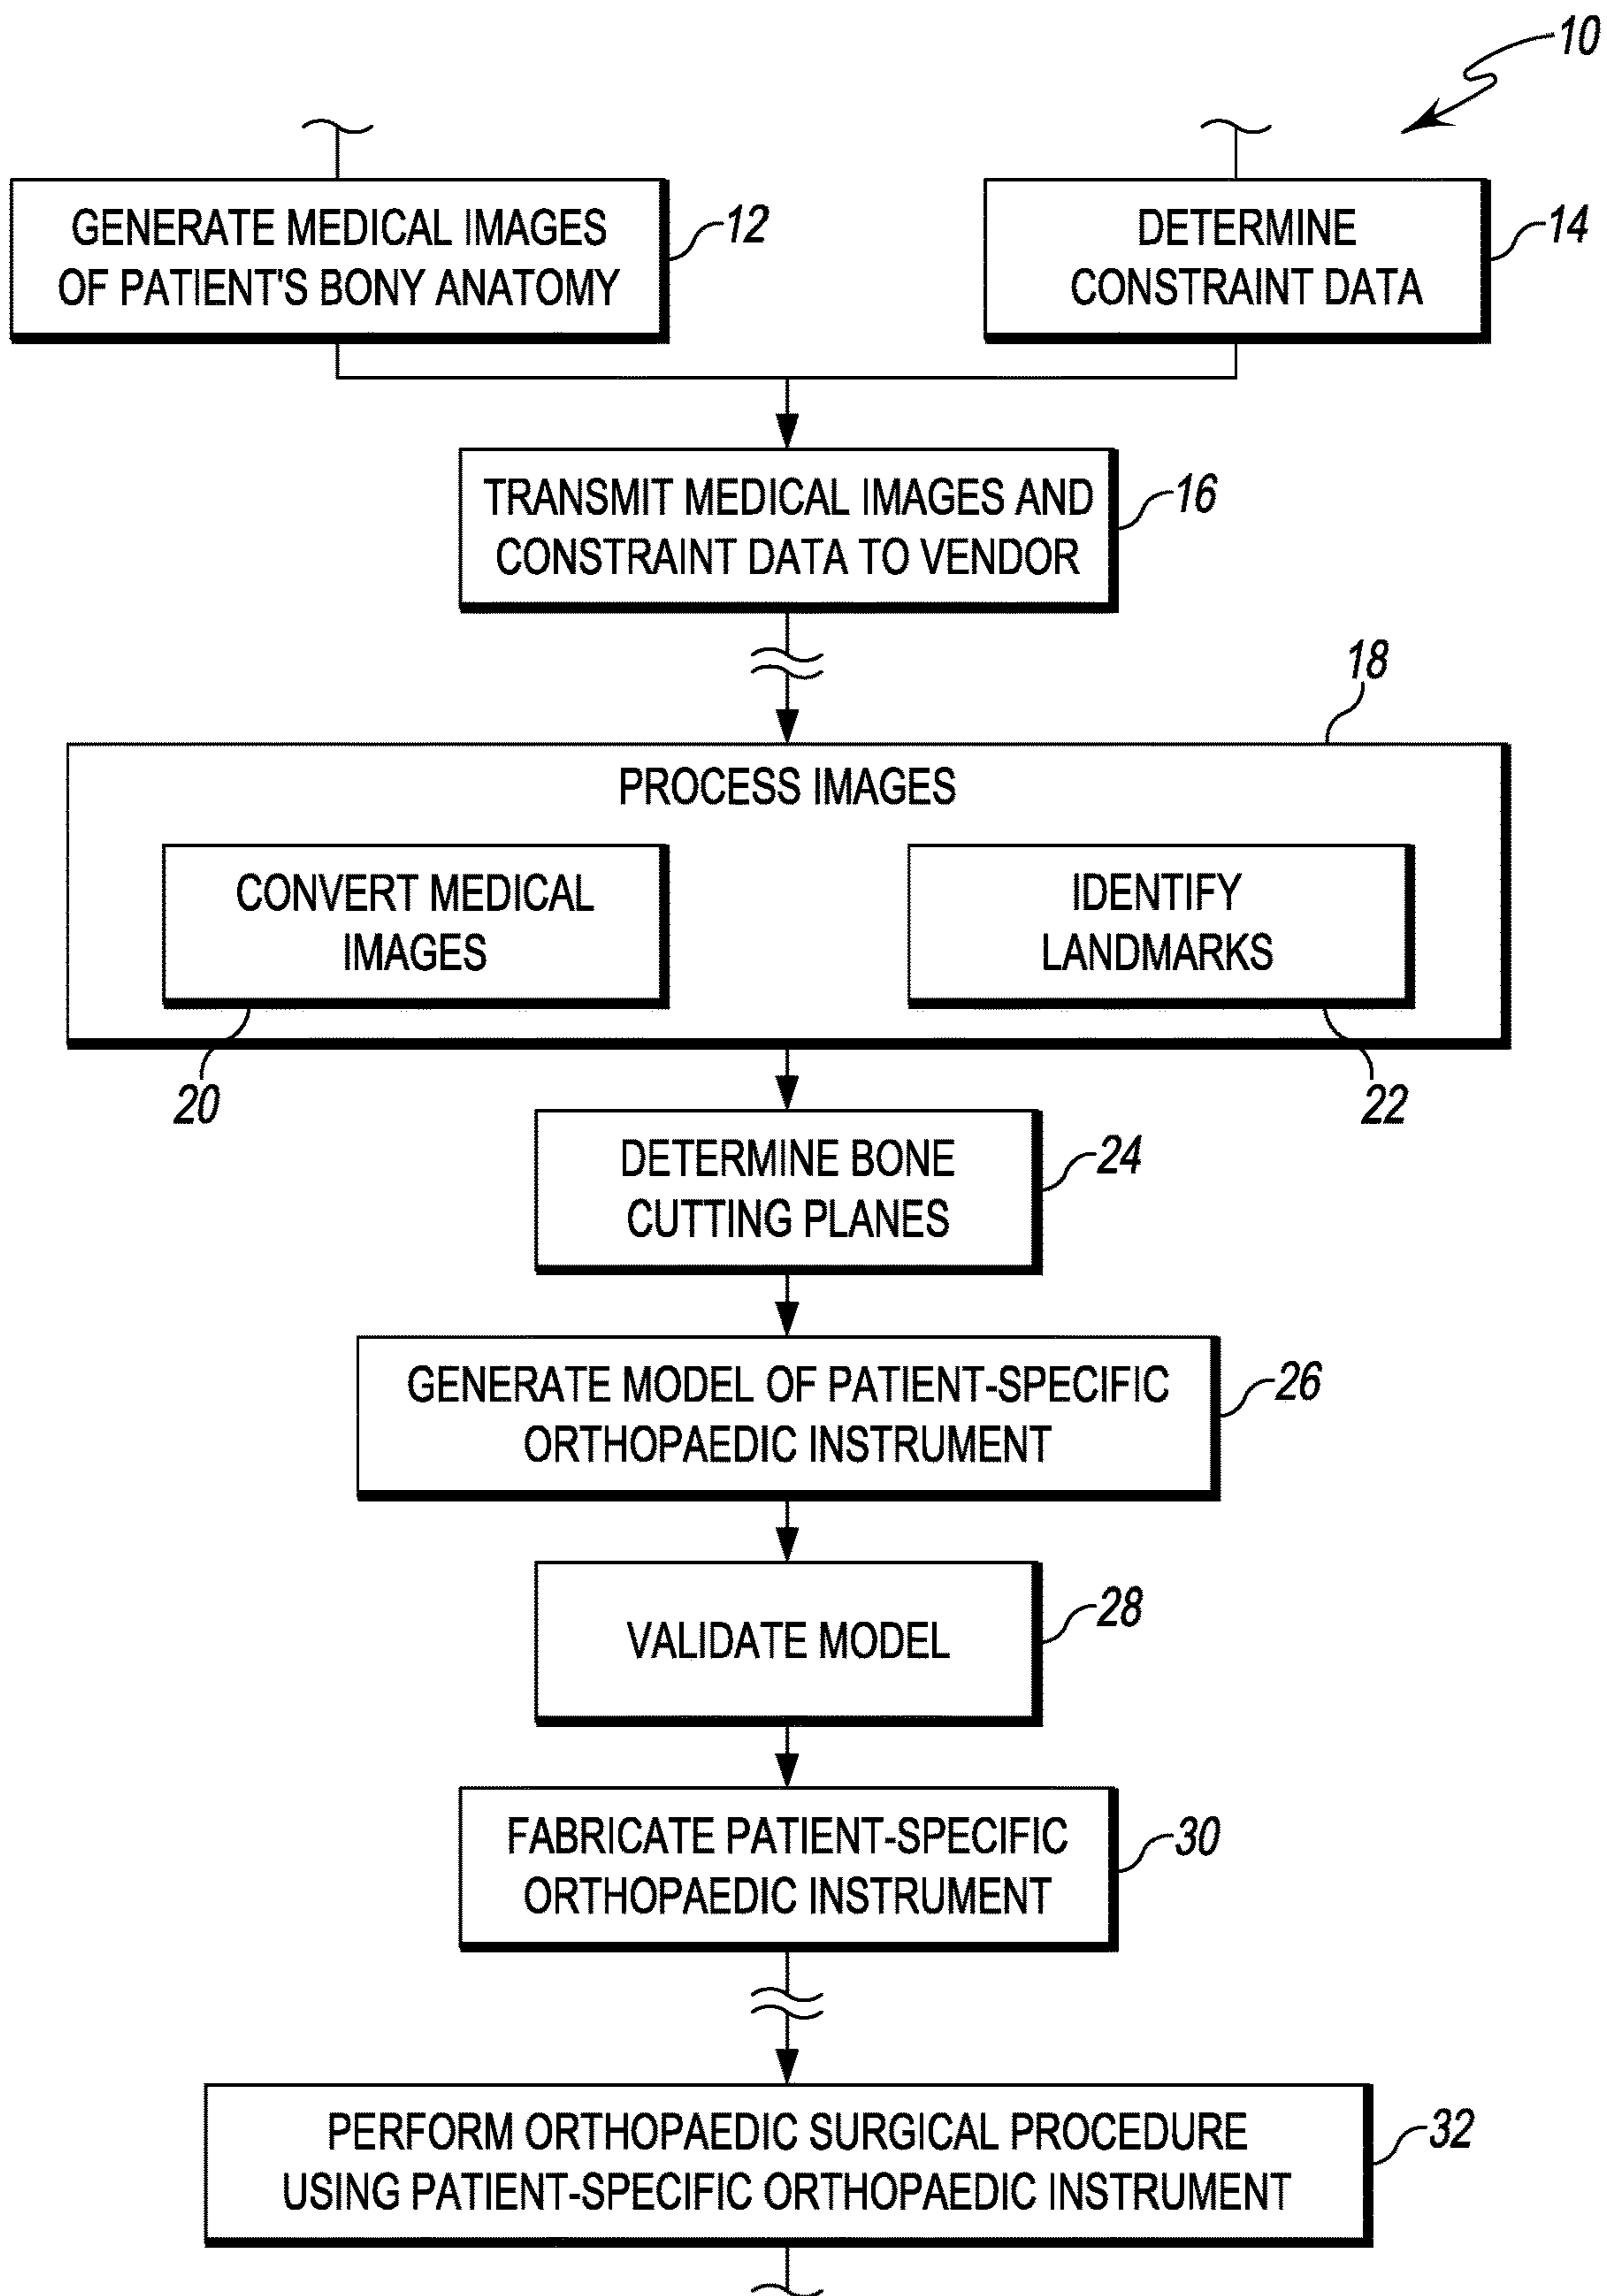 10
GENERATE MEDICAL IMAGES
OF PATIENT'S BONY ANATOMY
12
DETERMINE
CONSTRAINT DATA
14
TRANSMIT MEDICAL IMAGES AND
CONSTRAINT DATA TO VENDOR
16
18
PROCESS IMAGES
CONVERT MEDICAL
IMAGES
20
IDENTIFY
LANDMARKS
22
DETERMINE BONE
CUTTING PLANES
24
GENERATE MODEL OF PATIENT-SPECIFIC
ORTHOPAEDIC INSTRUMENT
26
VALIDATE MODEL
28
FABRICATE PATIENT-SPECIFIC
ORTHOPAEDIC INSTRUMENT
30
PERFORM ORTHOPAEDIC SURGICAL PROCEDURE
USING PATIENT-SPECIFIC ORTHOPAEDIC INSTRUMENT
32